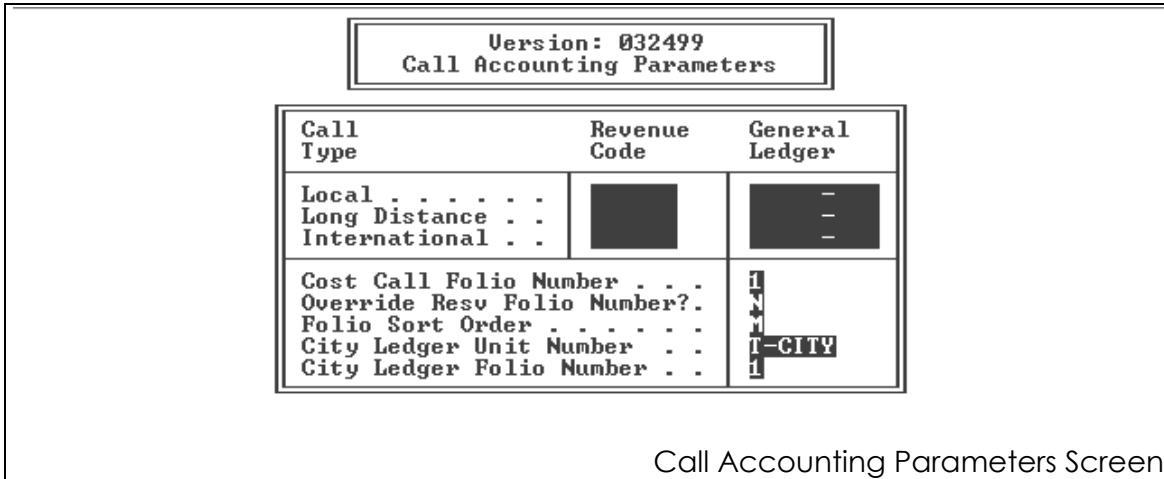 Version: 032499
Call Accounting Parameters
Call Type Revenue Code General Ledger
Local . . . . . . –
Long Distance . . –
International . . –
Cost Call Folio Number . . . 1
Override Resv Folio Number?. N
Folio Sort Order . . . . . .
City Ledger Unit Number . . T-CITY
City Ledger Folio Number . . 1
Call Accounting Parameters Screen